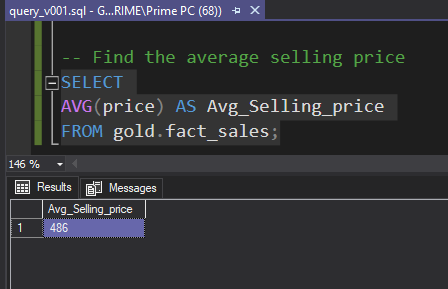 query_v001.sql - G...RIME\Prime PC (68))
-- Find the average selling price
SELECT
AVG(price) AS Avg_Selling_price
FROM gold.fact_sales;
146 %
Results Messages
Avg_Selling_price
1 486